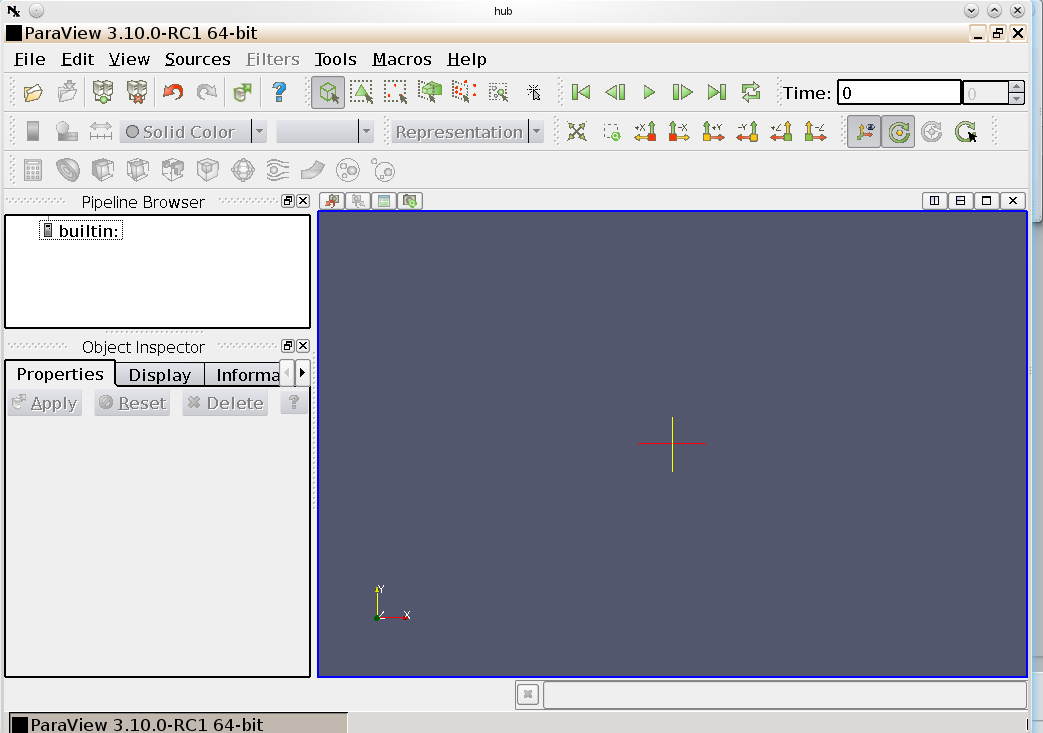 hub
ParaView 3.10.0-RC1 64-bit
File Edit View Sources Filters Tools Macros Help
Time: 0 0
Solid Color Representation
+X -X +Y -Y +Z -Z
Pipeline Browser
builtin:
Object Inspector
Properties Display Informa
Apply Reset Delete ?
Y
Z X
ParaView 3.10.0-RC1 64-bit